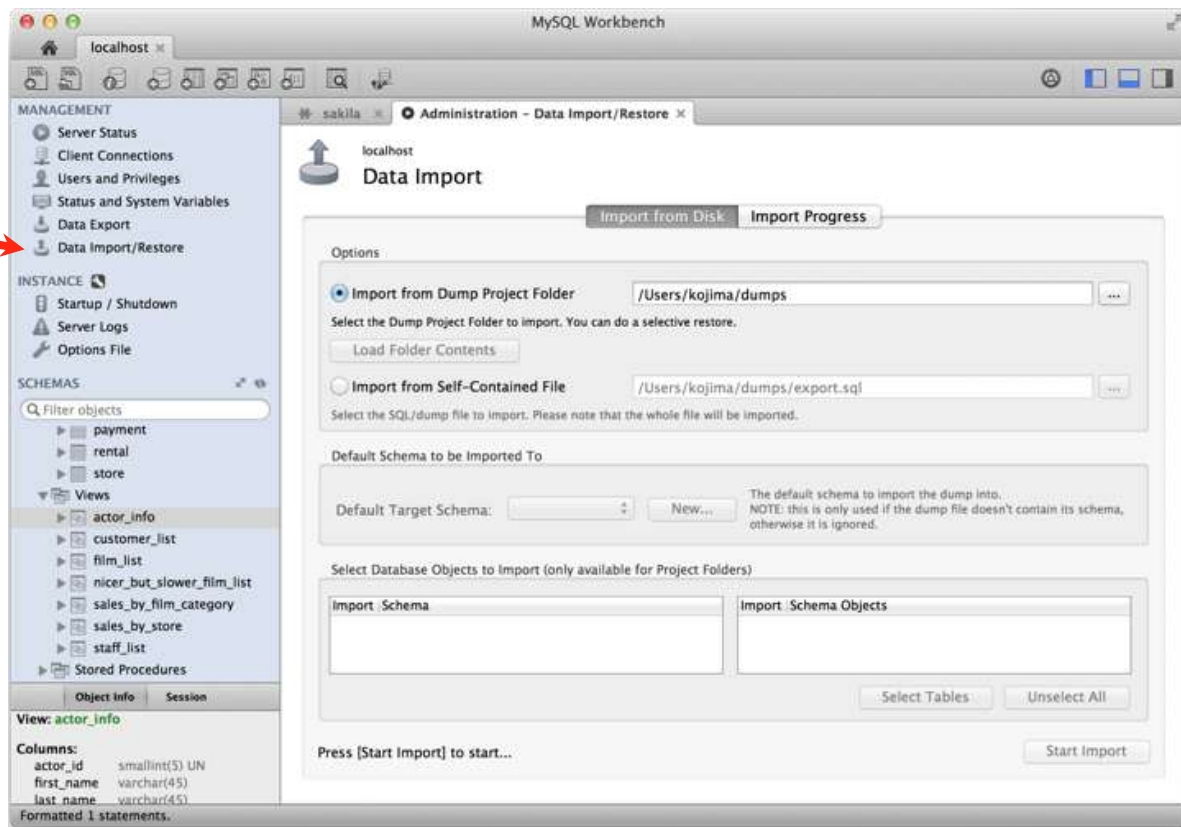 MySQL Workbench
localhost
MANAGEMENT
Server Status
Client Connections
Users and Privileges
Status and System Variables
Data Export
Data Import/Restore
INSTANCE
Startup / Shutdown
Server Logs
Options File
SCHEMAS
Filter objects
payment
rental
store
Views
actor_info
customer_list
film_list
nicer_but_slower_film_list
sales_by_film_category
sales_by_store
staff_list
Stored Procedures
Object Info Session
View: actor_info
Columns:
actor_id smallint(5) UN
first_name varchar(45)
last_name varchar(45)
Formatted 1 statements.
sakila Administration - Data Import/Restore
localhost
Data Import
Import from Disk Import Progress
Options
Import from Dump Project Folder /Users/kojima/dumps ...
Select the Dump Project Folder to import. You can do a selective restore.
Load Folder Contents
Import from Self-Contained File /Users/kojima/dumps/export.sql ...
Select the SQL/dump file to import. Please note that the whole file will be imported.
Default Schema to be Imported To
Default Target Schema: New...
The default schema to import the dump into.
NOTE: this is only used if the dump file doesn't contain its schema,
otherwise it is ignored.
Select Database Objects to Import (only available for Project Folders)
Import Schema Import Schema Objects
Select Tables Unselect All
Press [Start Import] to start... Start Import